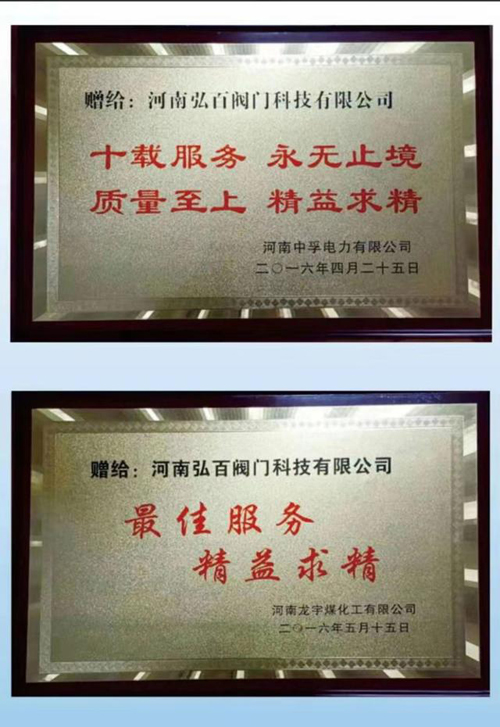 赠给：河南弘百阀门科技有限公司
十载服务 永无止境
质量至上 精益求精
河南中孚电力有限公司
二〇一六年四月二十五日
赠给：河南弘百阀门科技有限公司
最佳服务
精益求精
河南龙宇煤化工有限公司
二〇一六年五月十五日